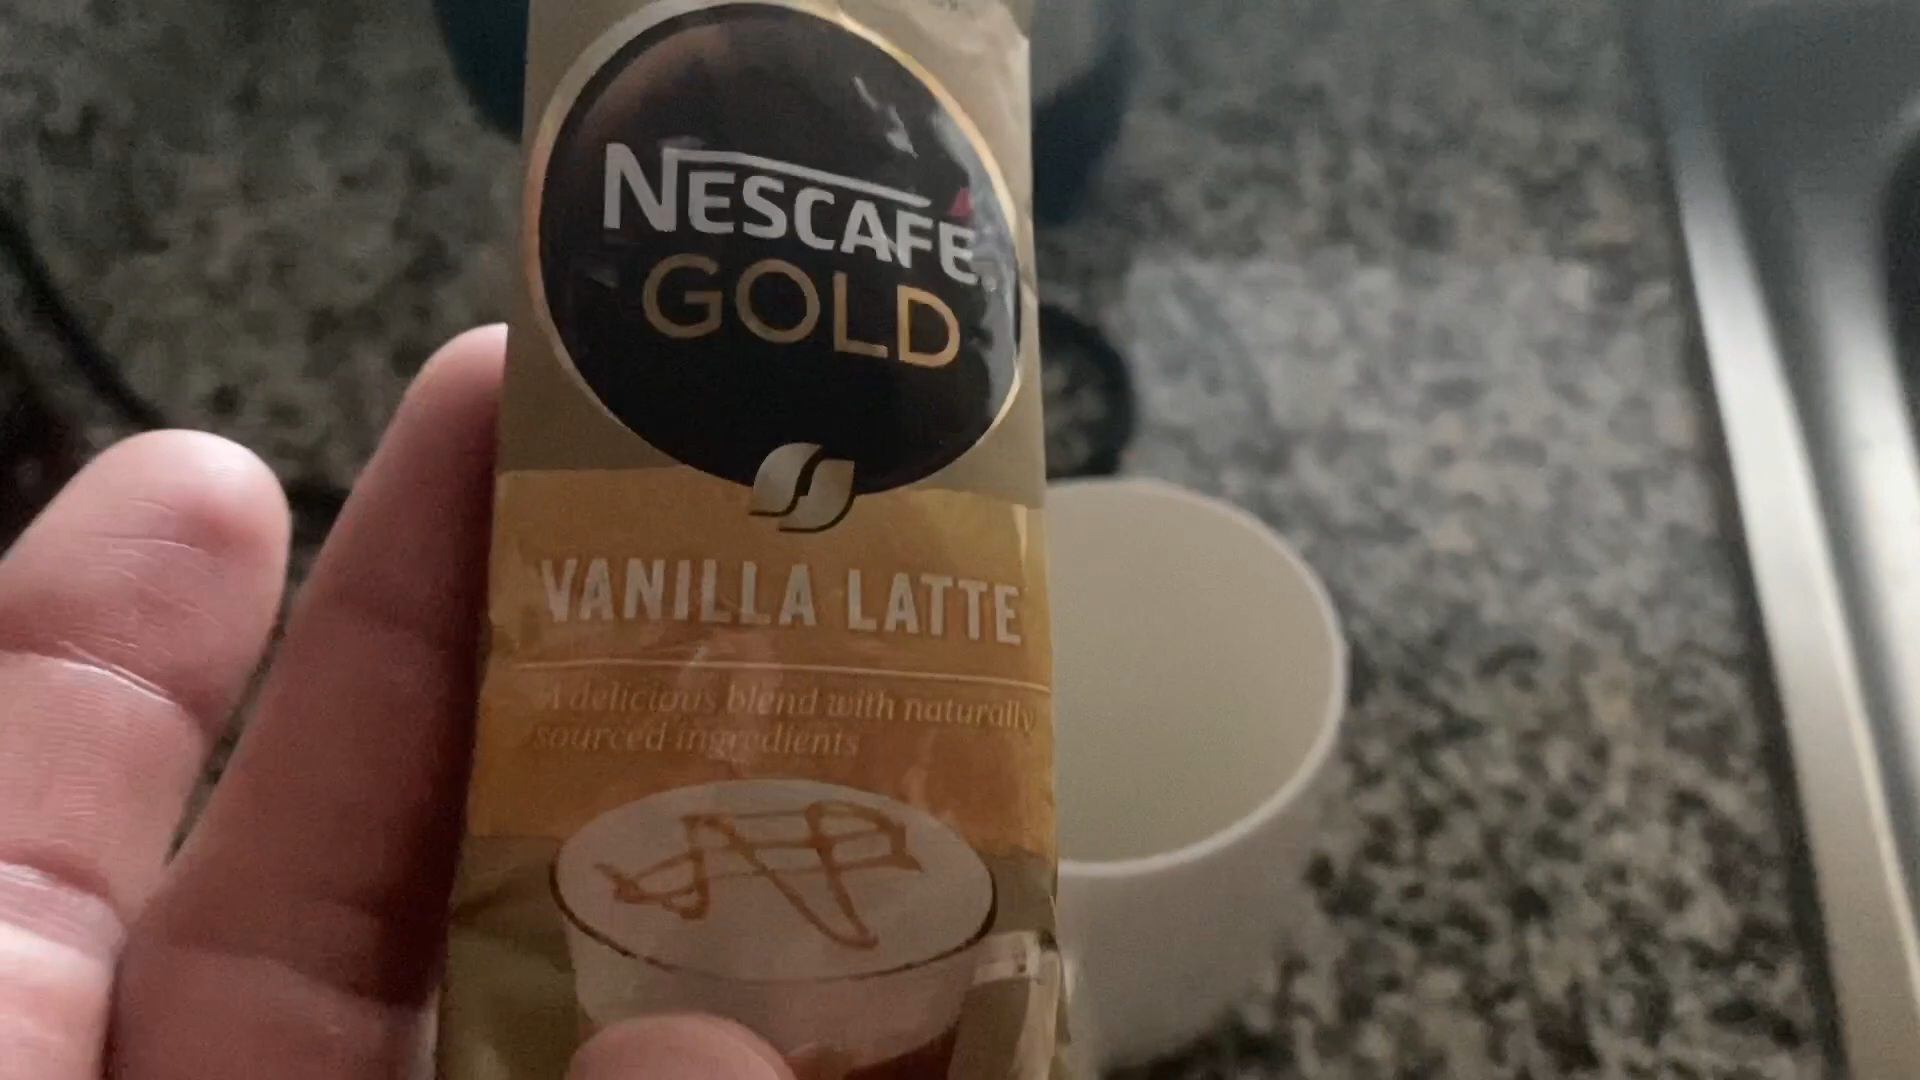 NESCAFÉ
GOLD
VANILLA LATTE
A delicious blend with naturally
sourced ingredients